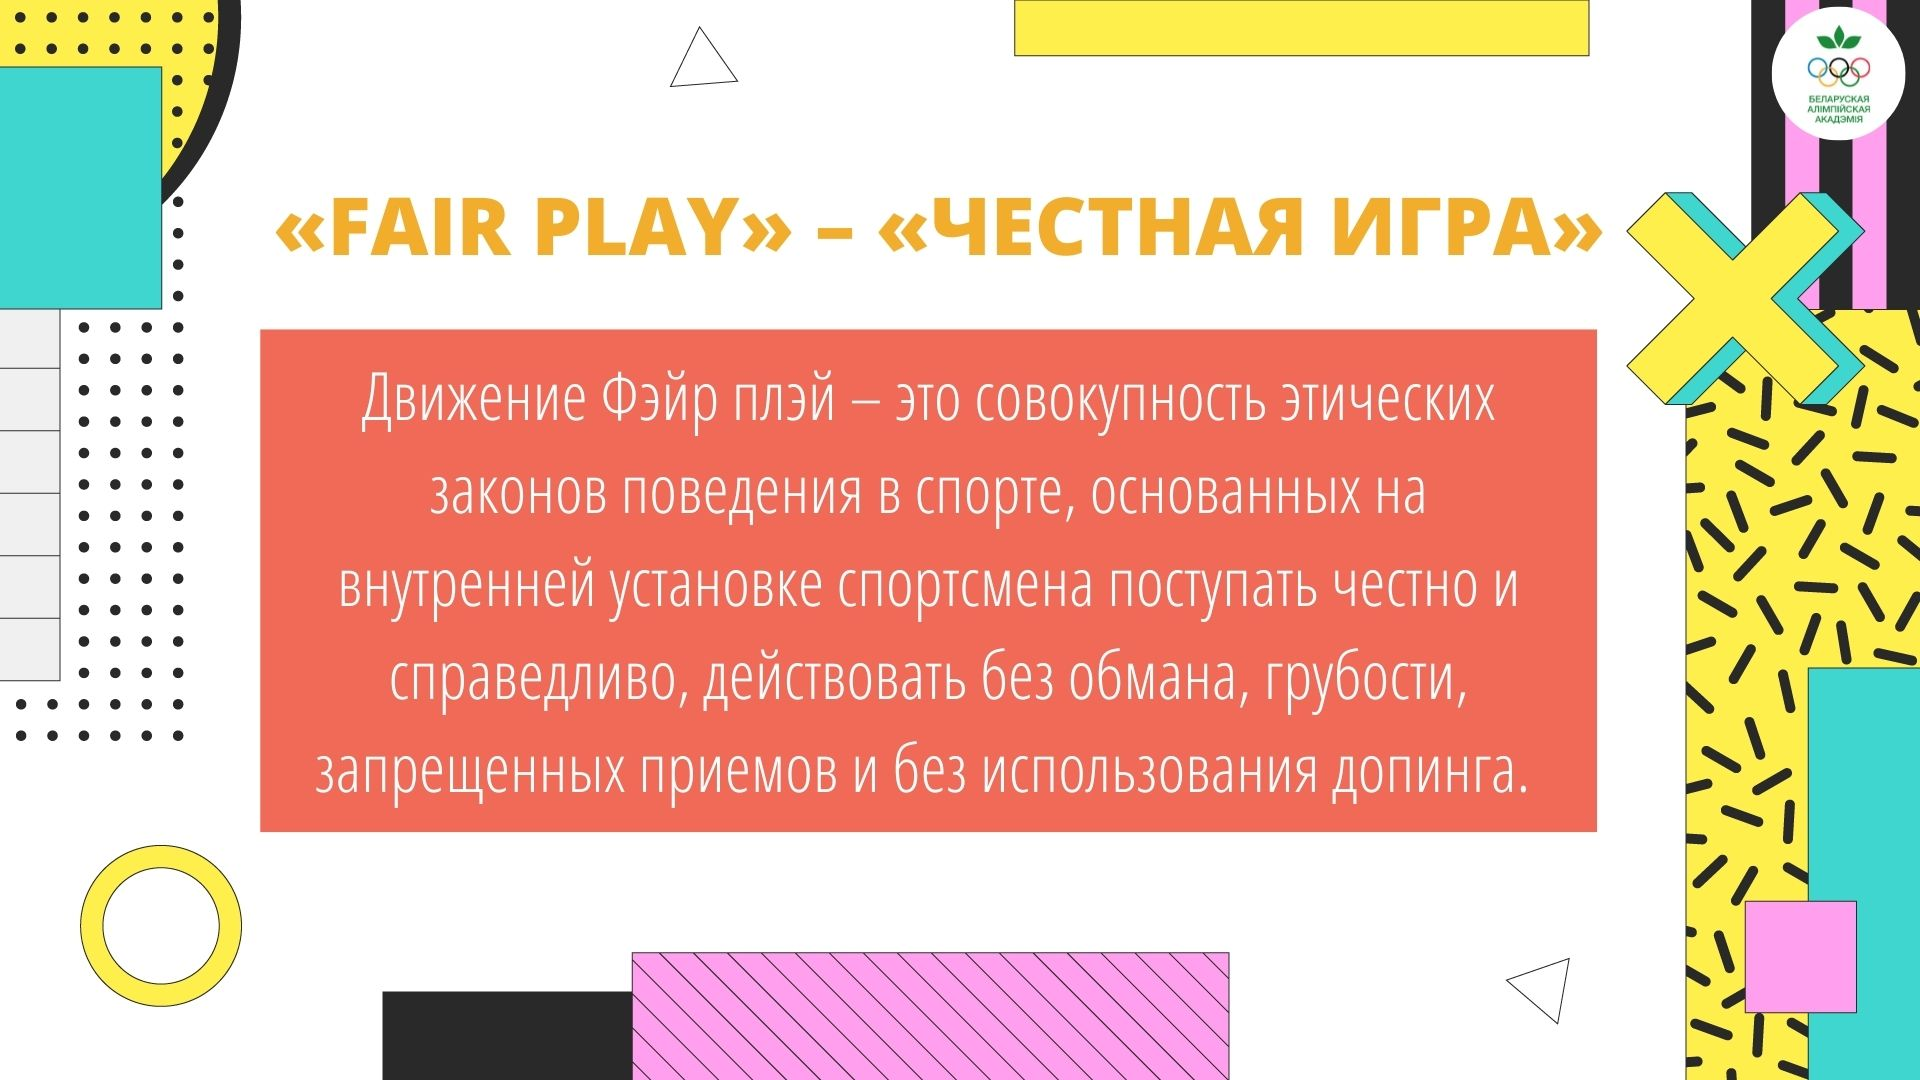 БЕЛАРУСКАЯ
АЛІМПІЙСКАЯ
АКАДЭМІЯ
«FAIR PLAY» – «ЧЕСТНАЯ ИГРА»
Движение Фэйр плэй – это совокупность этических
законов поведения в спорте, основанных на
внутренней установке спортсмена поступать честно и
справедливо, действовать без обмана, грубости,
запрещенных приемов и без использования допинга.